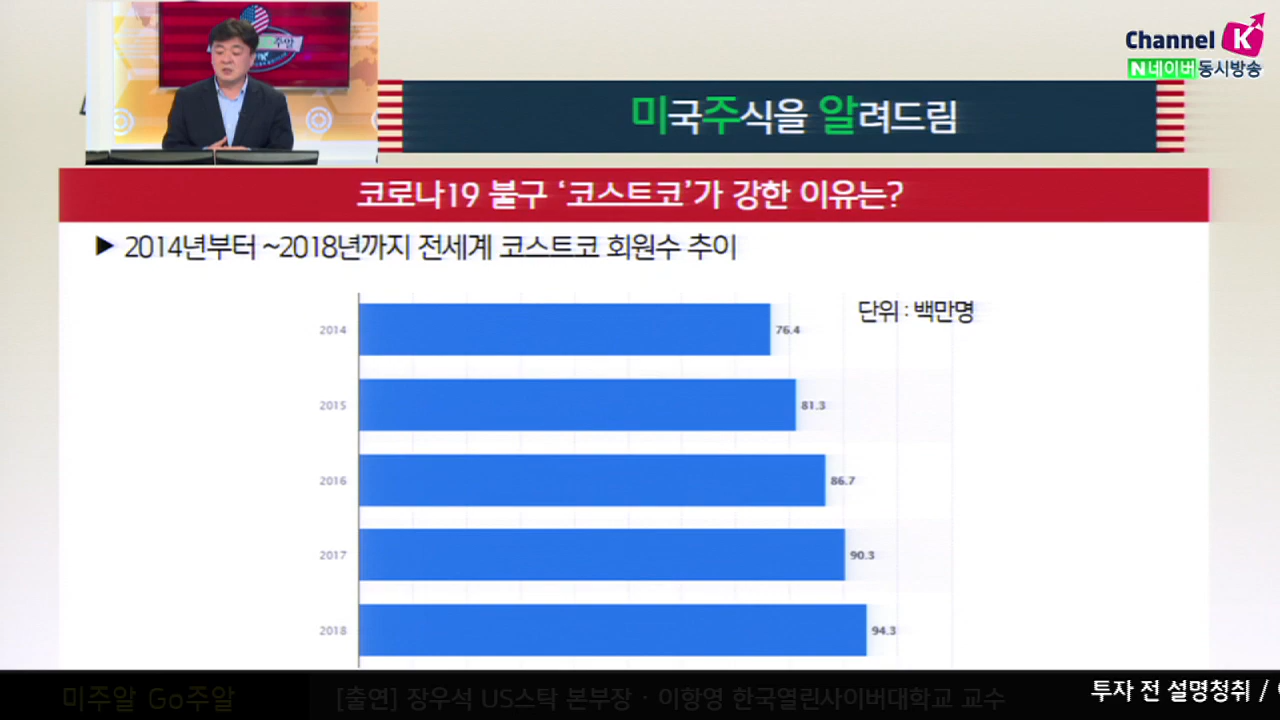 Channel K
N네이버 동시방송
주알
미국주식을 알려드림
코로나19 불구 ‘코스트코’가 강한 이유는?
▶ 2014년부터 ~2018년까지 전세계 코스트코 회원수 추이
단위 : 백만명
2014 76.4
2015 81.3
2016 86.7
2017 90.3
2018 94.3
미주알 Go주알 [출연] 장우석 US스탁 본부장 · 이항영 한국열린사이버대학교 교수 투자 전 설명청취 /